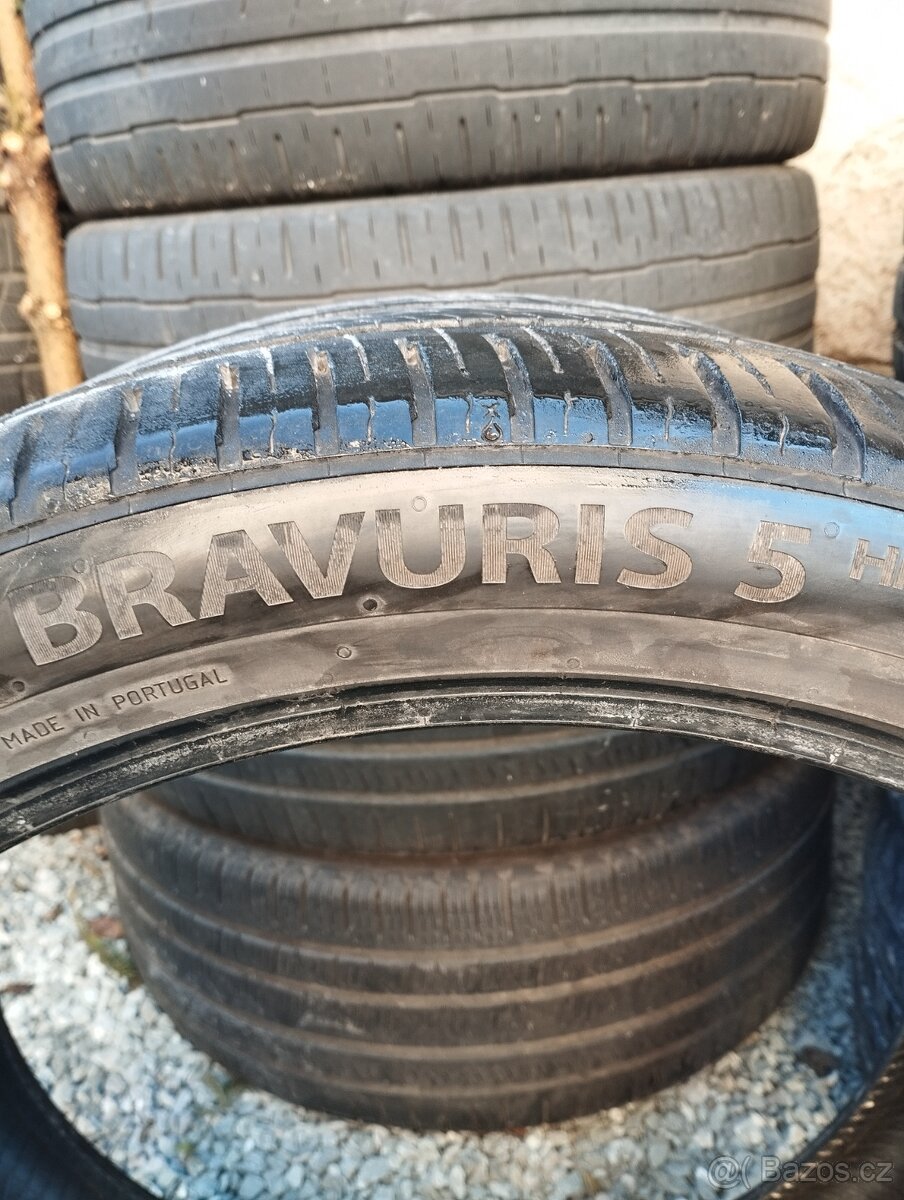 BRAVURIS 5 H
MADE IN PORTUGAL
@ Bazos.cz